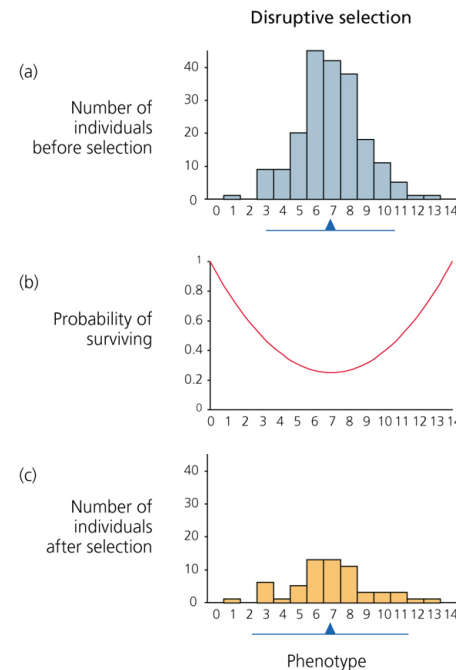 Disruptive selection
(a)
Number of
individuals
before selection
40
30
20
10
0 1 2 3 4 5 6 7 8 9 10 11 12 13 14
(b)
Probability of
surviving
1
0.8
0.6
0.4
0.2
0
0 1 2 3 4 5 6 7 8 9 10 11 12 13 14
(c)
Number of
individuals
after selection
40
30
20
10
0
0 1 2 3 4 5 6 7 8 9 10 11 12 13 14
Phenotype